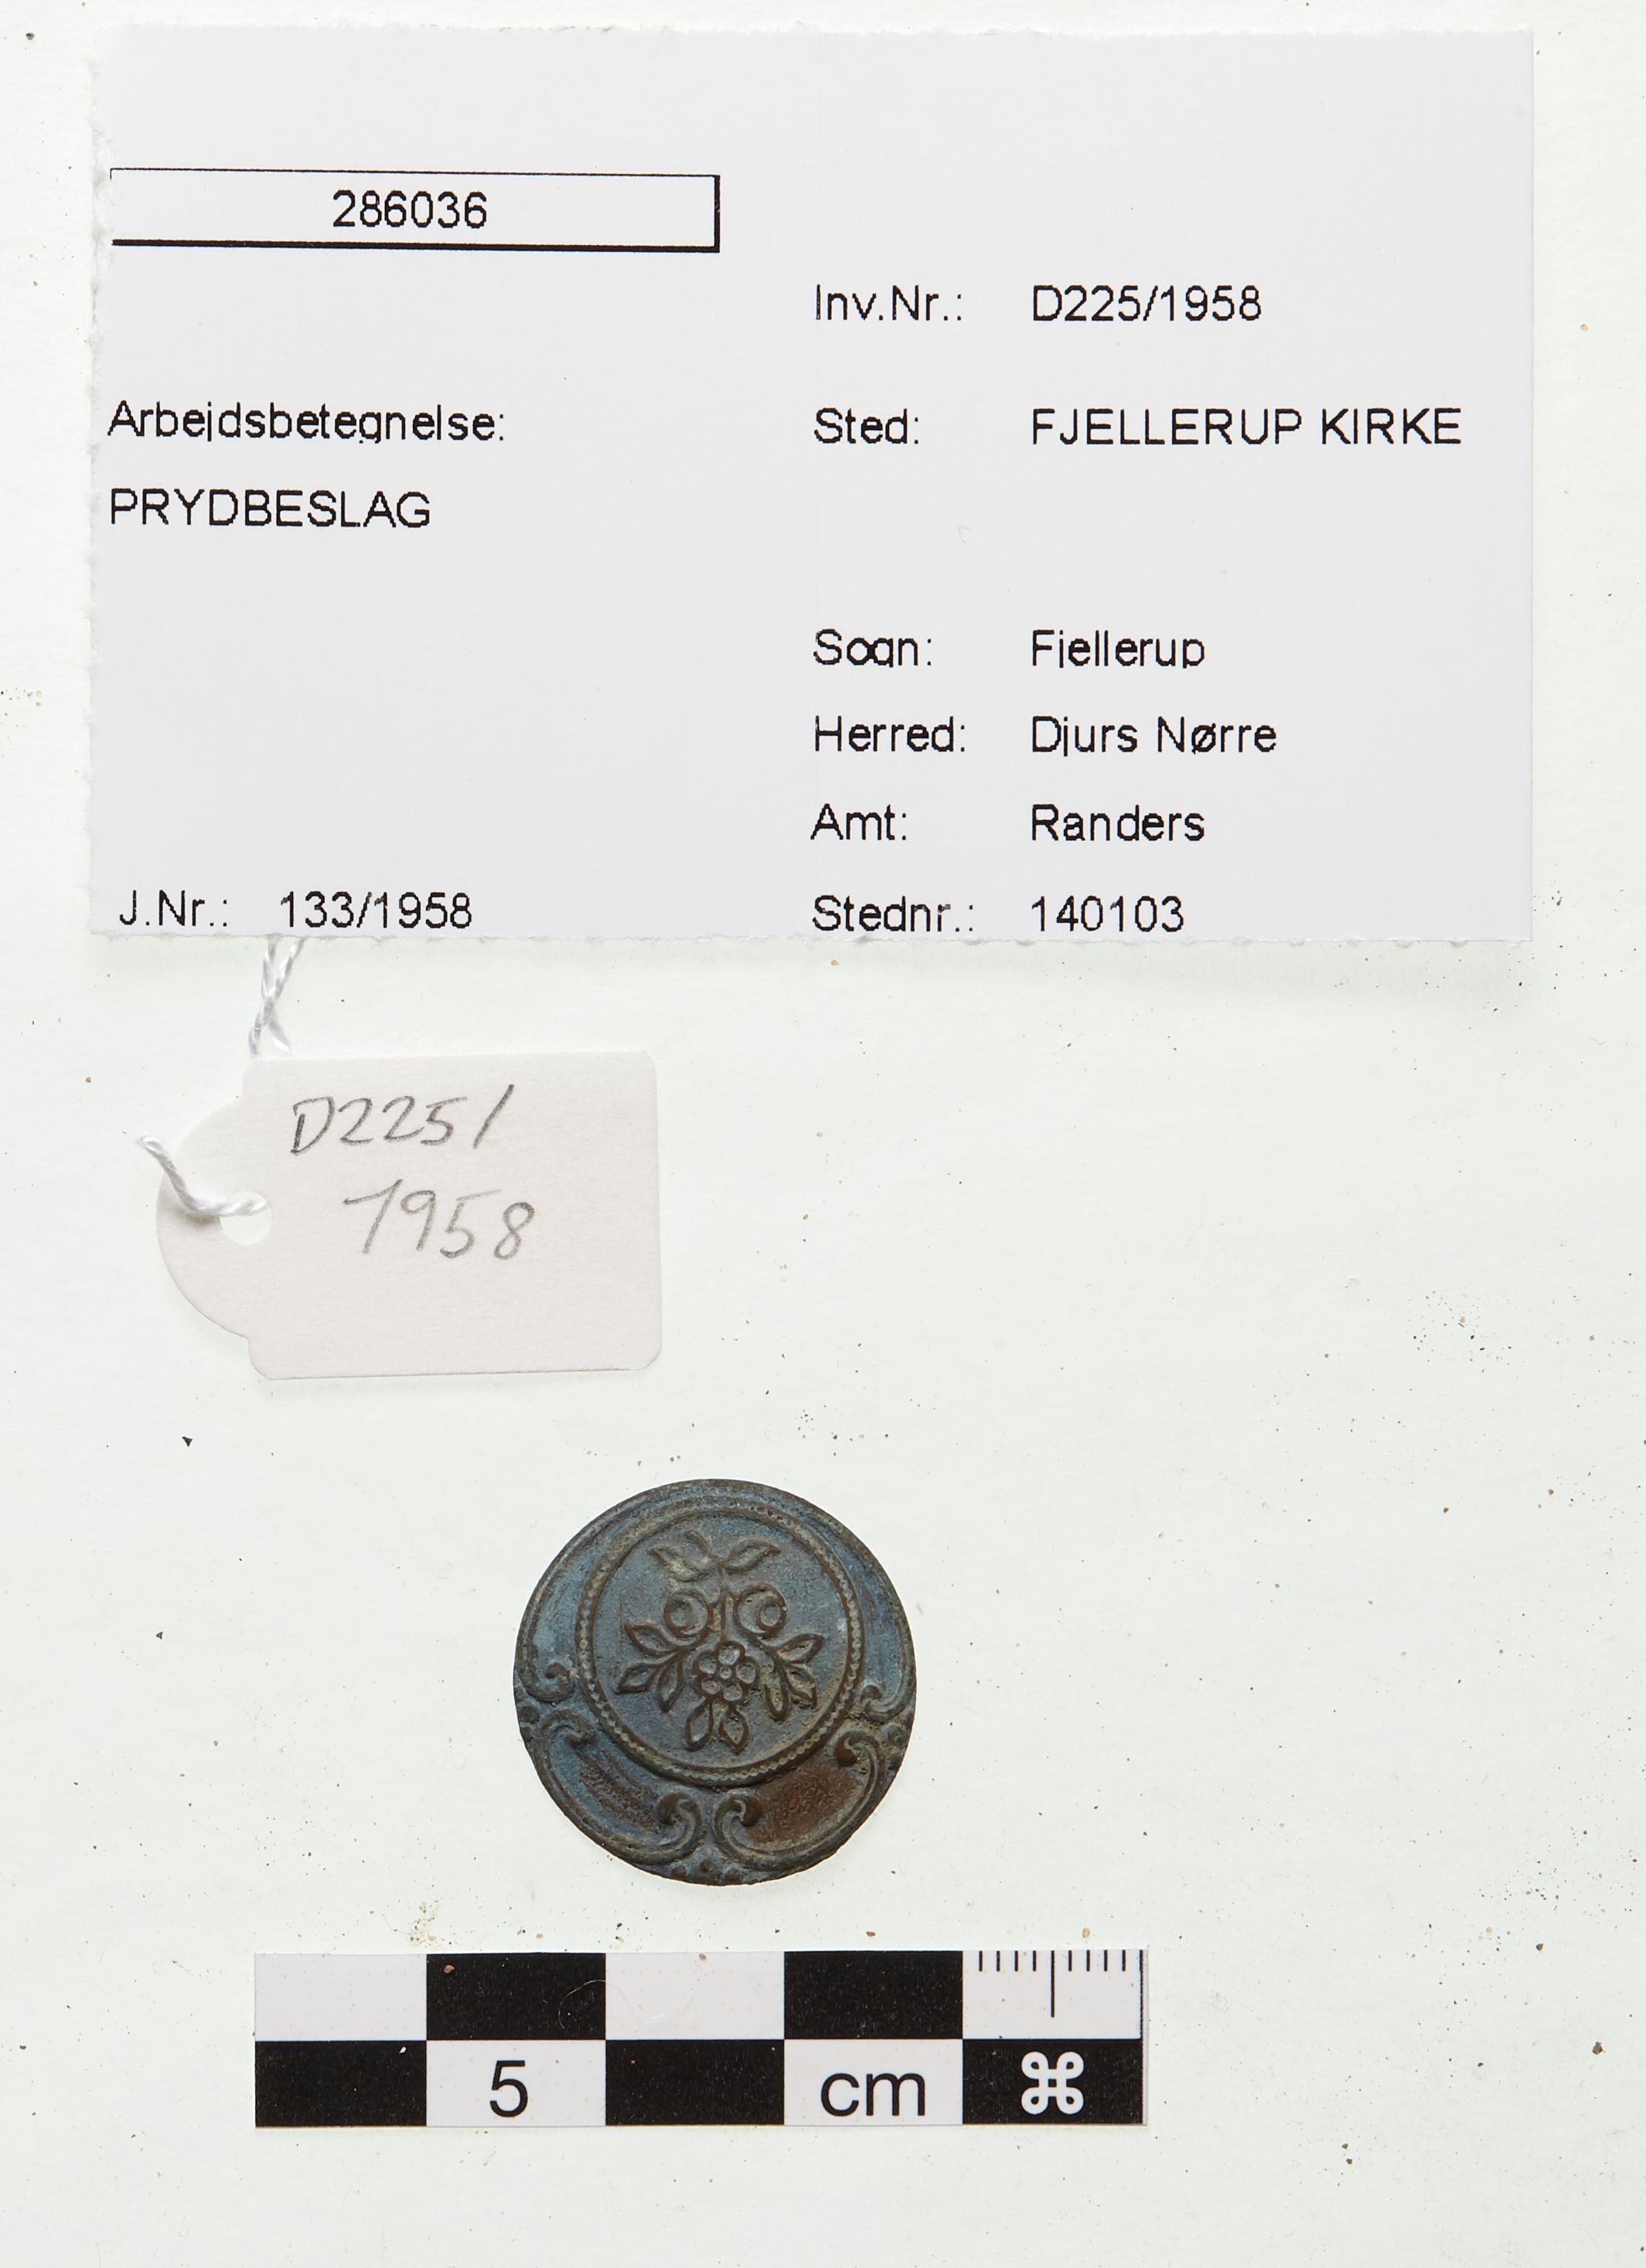 286036
Inv.Nr.: D225/1958
Arbejdsbetegnelse: Sted: FJELLERUP KIRKE
PRYDBESLAG
Sogn: Fjellerup
Herred: Djurs Nørre
Amt: Randers
J.Nr.: 133/1958 Stednr.: 140103
D225/
1958
5 cm